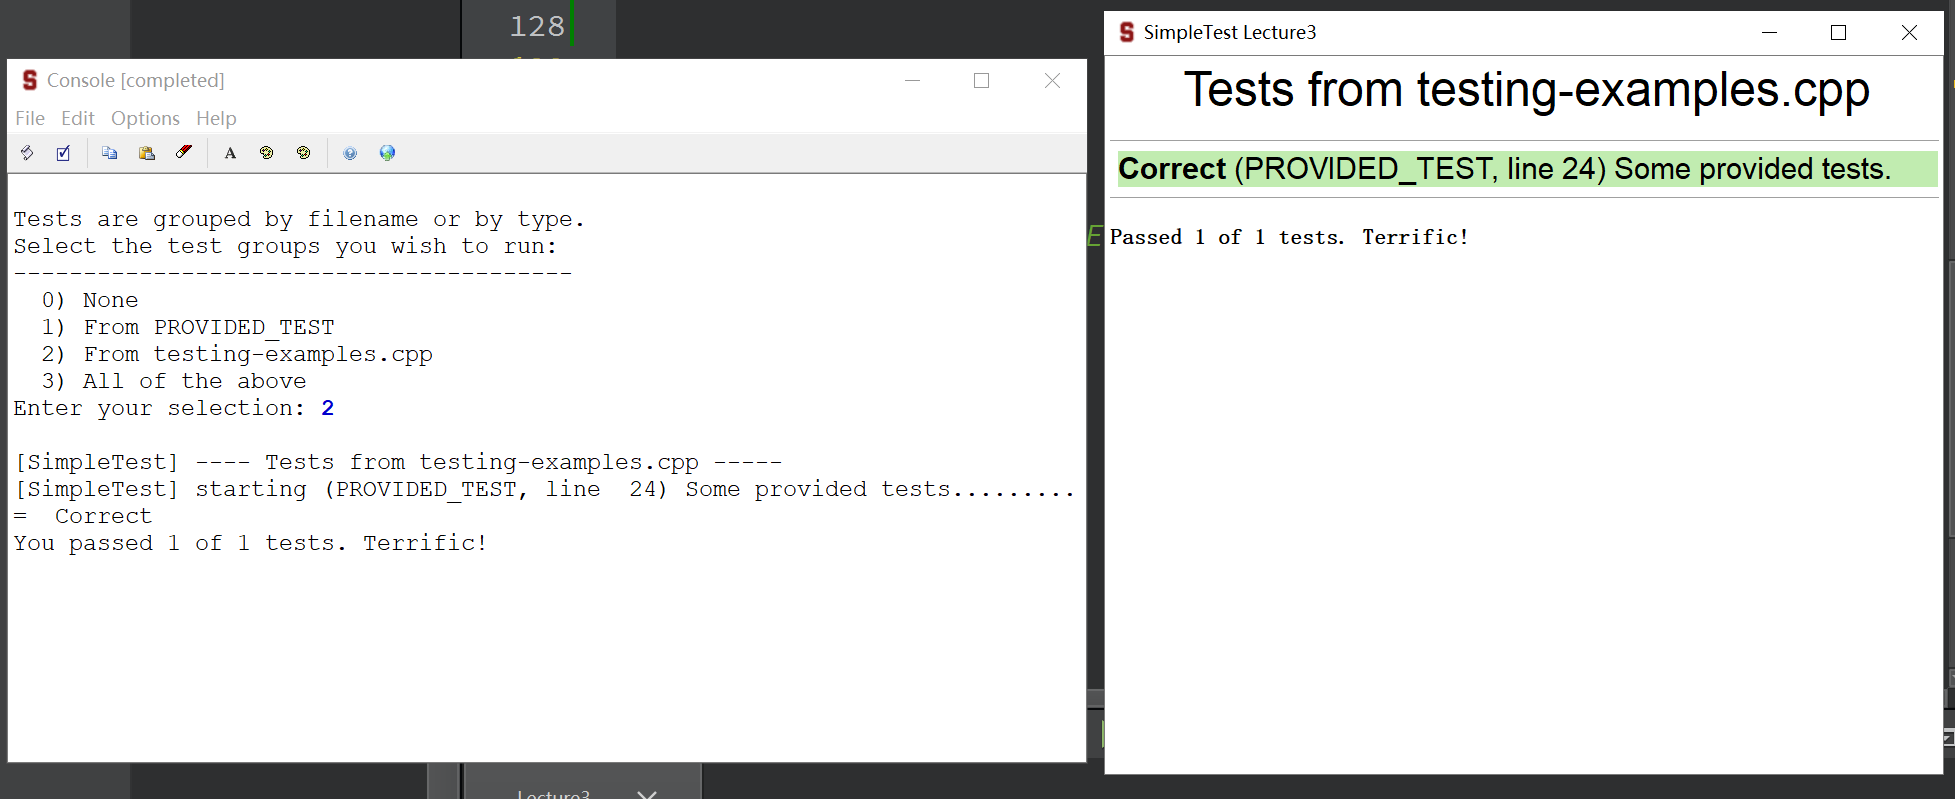 128
Console [completed]
File Edit Options Help
A
Tests are grouped by filename or by type.
Select the test groups you wish to run:
----------------------------------------
0) None
1) From PROVIDED_TEST
2) From testing-examples.cpp
3) All of the above
Enter your selection: 2
[SimpleTest] ---- Tests from testing-examples.cpp -----
[SimpleTest] starting (PROVIDED_TEST, line  24) Some provided tests.........
=  Correct
You passed 1 of 1 tests. Terrific!
SimpleTest Lecture3
Tests from testing-examples.cpp
Correct (PROVIDED_TEST, line 24) Some provided tests.
E
Passed 1 of 1 tests. Terrific!
Lecture3